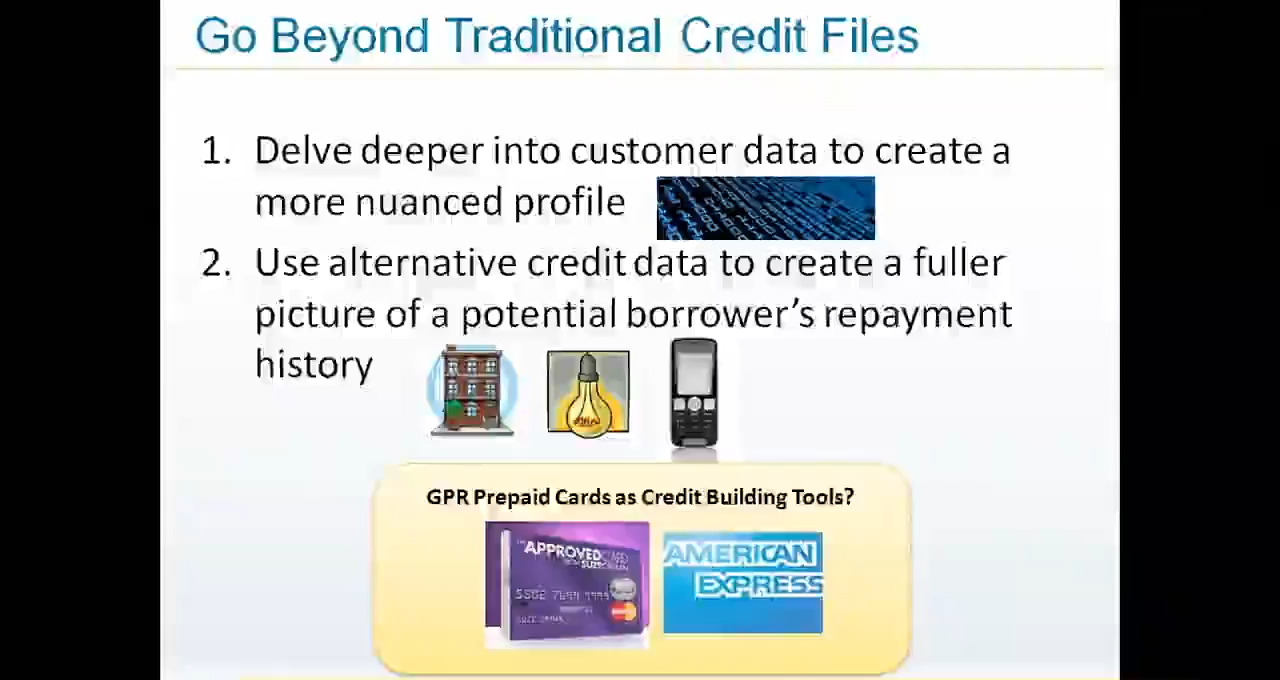 Go Beyond Traditional Credit Files
1. Delve deeper into customer data to create a
more nuanced profile
2. Use alternative credit data to create a fuller
picture of a potential borrower's repayment
history
GPR Prepaid Cards as Credit Building Tools?
APPROVED CARD
AMERICAN
EXPRESS